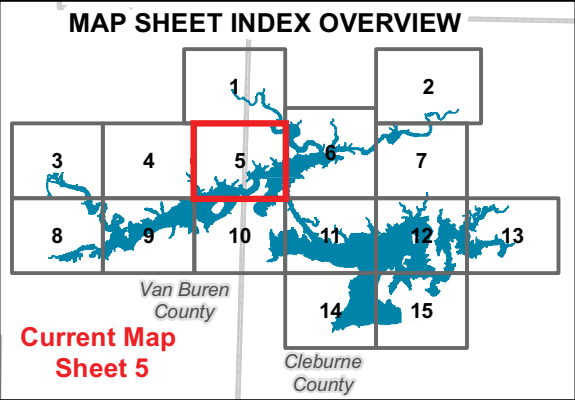 MAP SHEET INDEX OVERVIEW
1
2
3
4
5
6
7
8
9
10
11
12
13
14
15
Van Buren
County
Current Map
Sheet 5
Cleburne
County